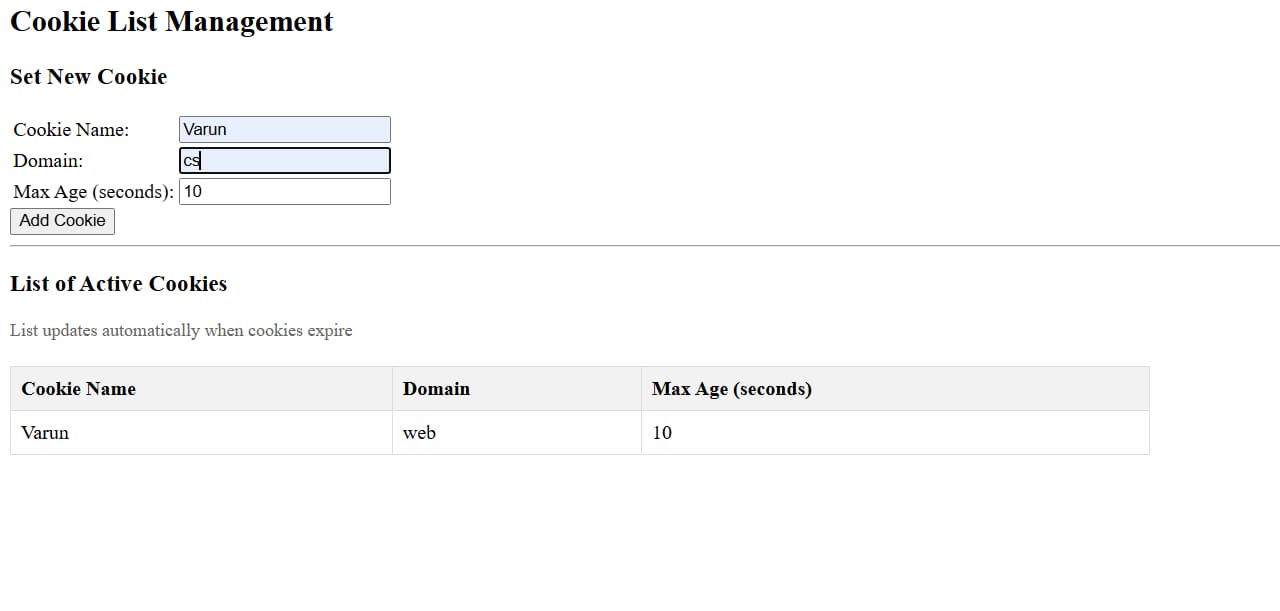 Cookie List Management
Set New Cookie
Cookie Name: Varun
Domain: cs
Max Age (seconds): 10
Add Cookie
List of Active Cookies
List updates automatically when cookies expire
Cookie Name Domain Max Age (seconds)
Varun web 10